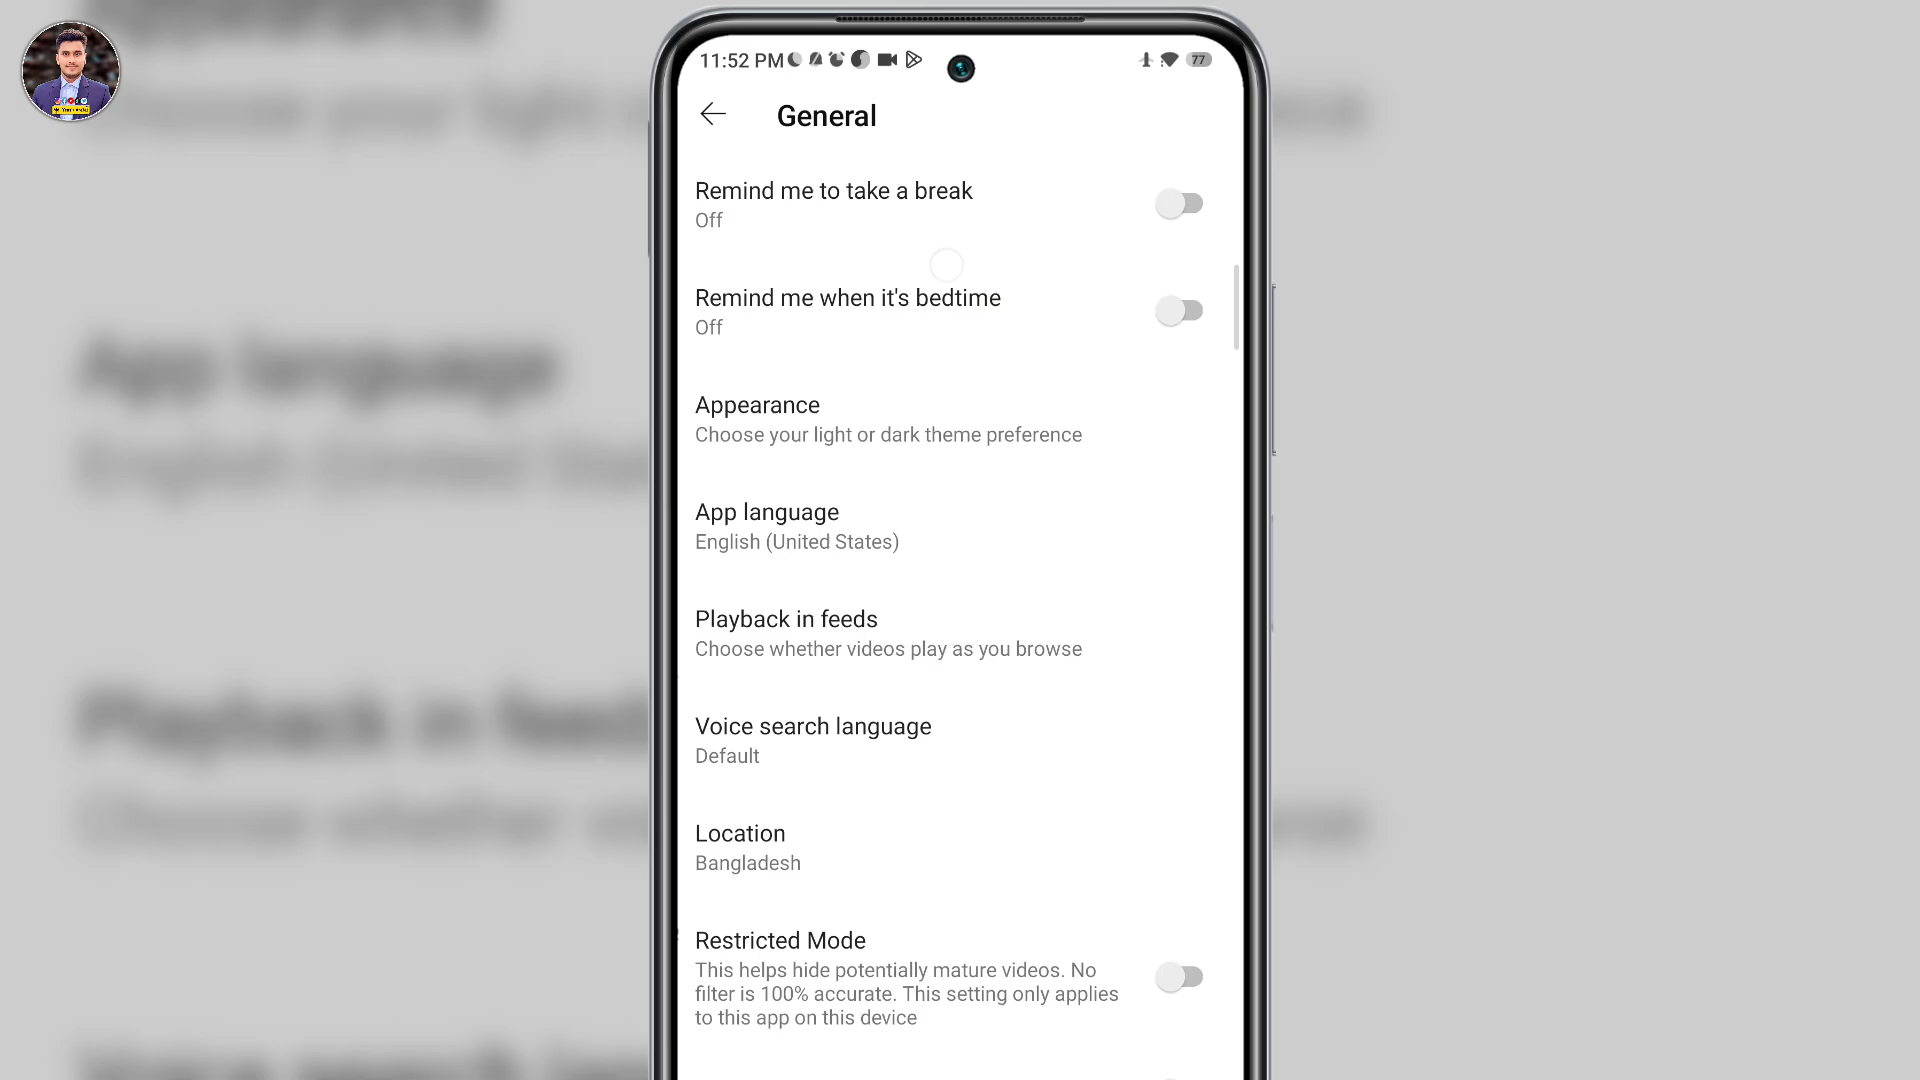 11:52 PM
77
General
Remind me to take a break
Off
Remind me when it's bedtime
Off
Appearance
Choose your light or dark theme preference
App language
English (United States)
Playback in feeds
Choose whether videos play as you browse
Voice search language
Default
Location
Bangladesh
Restricted Mode
This helps hide potentially mature videos. No
filter is 100% accurate. This setting only applies
to this app on this device